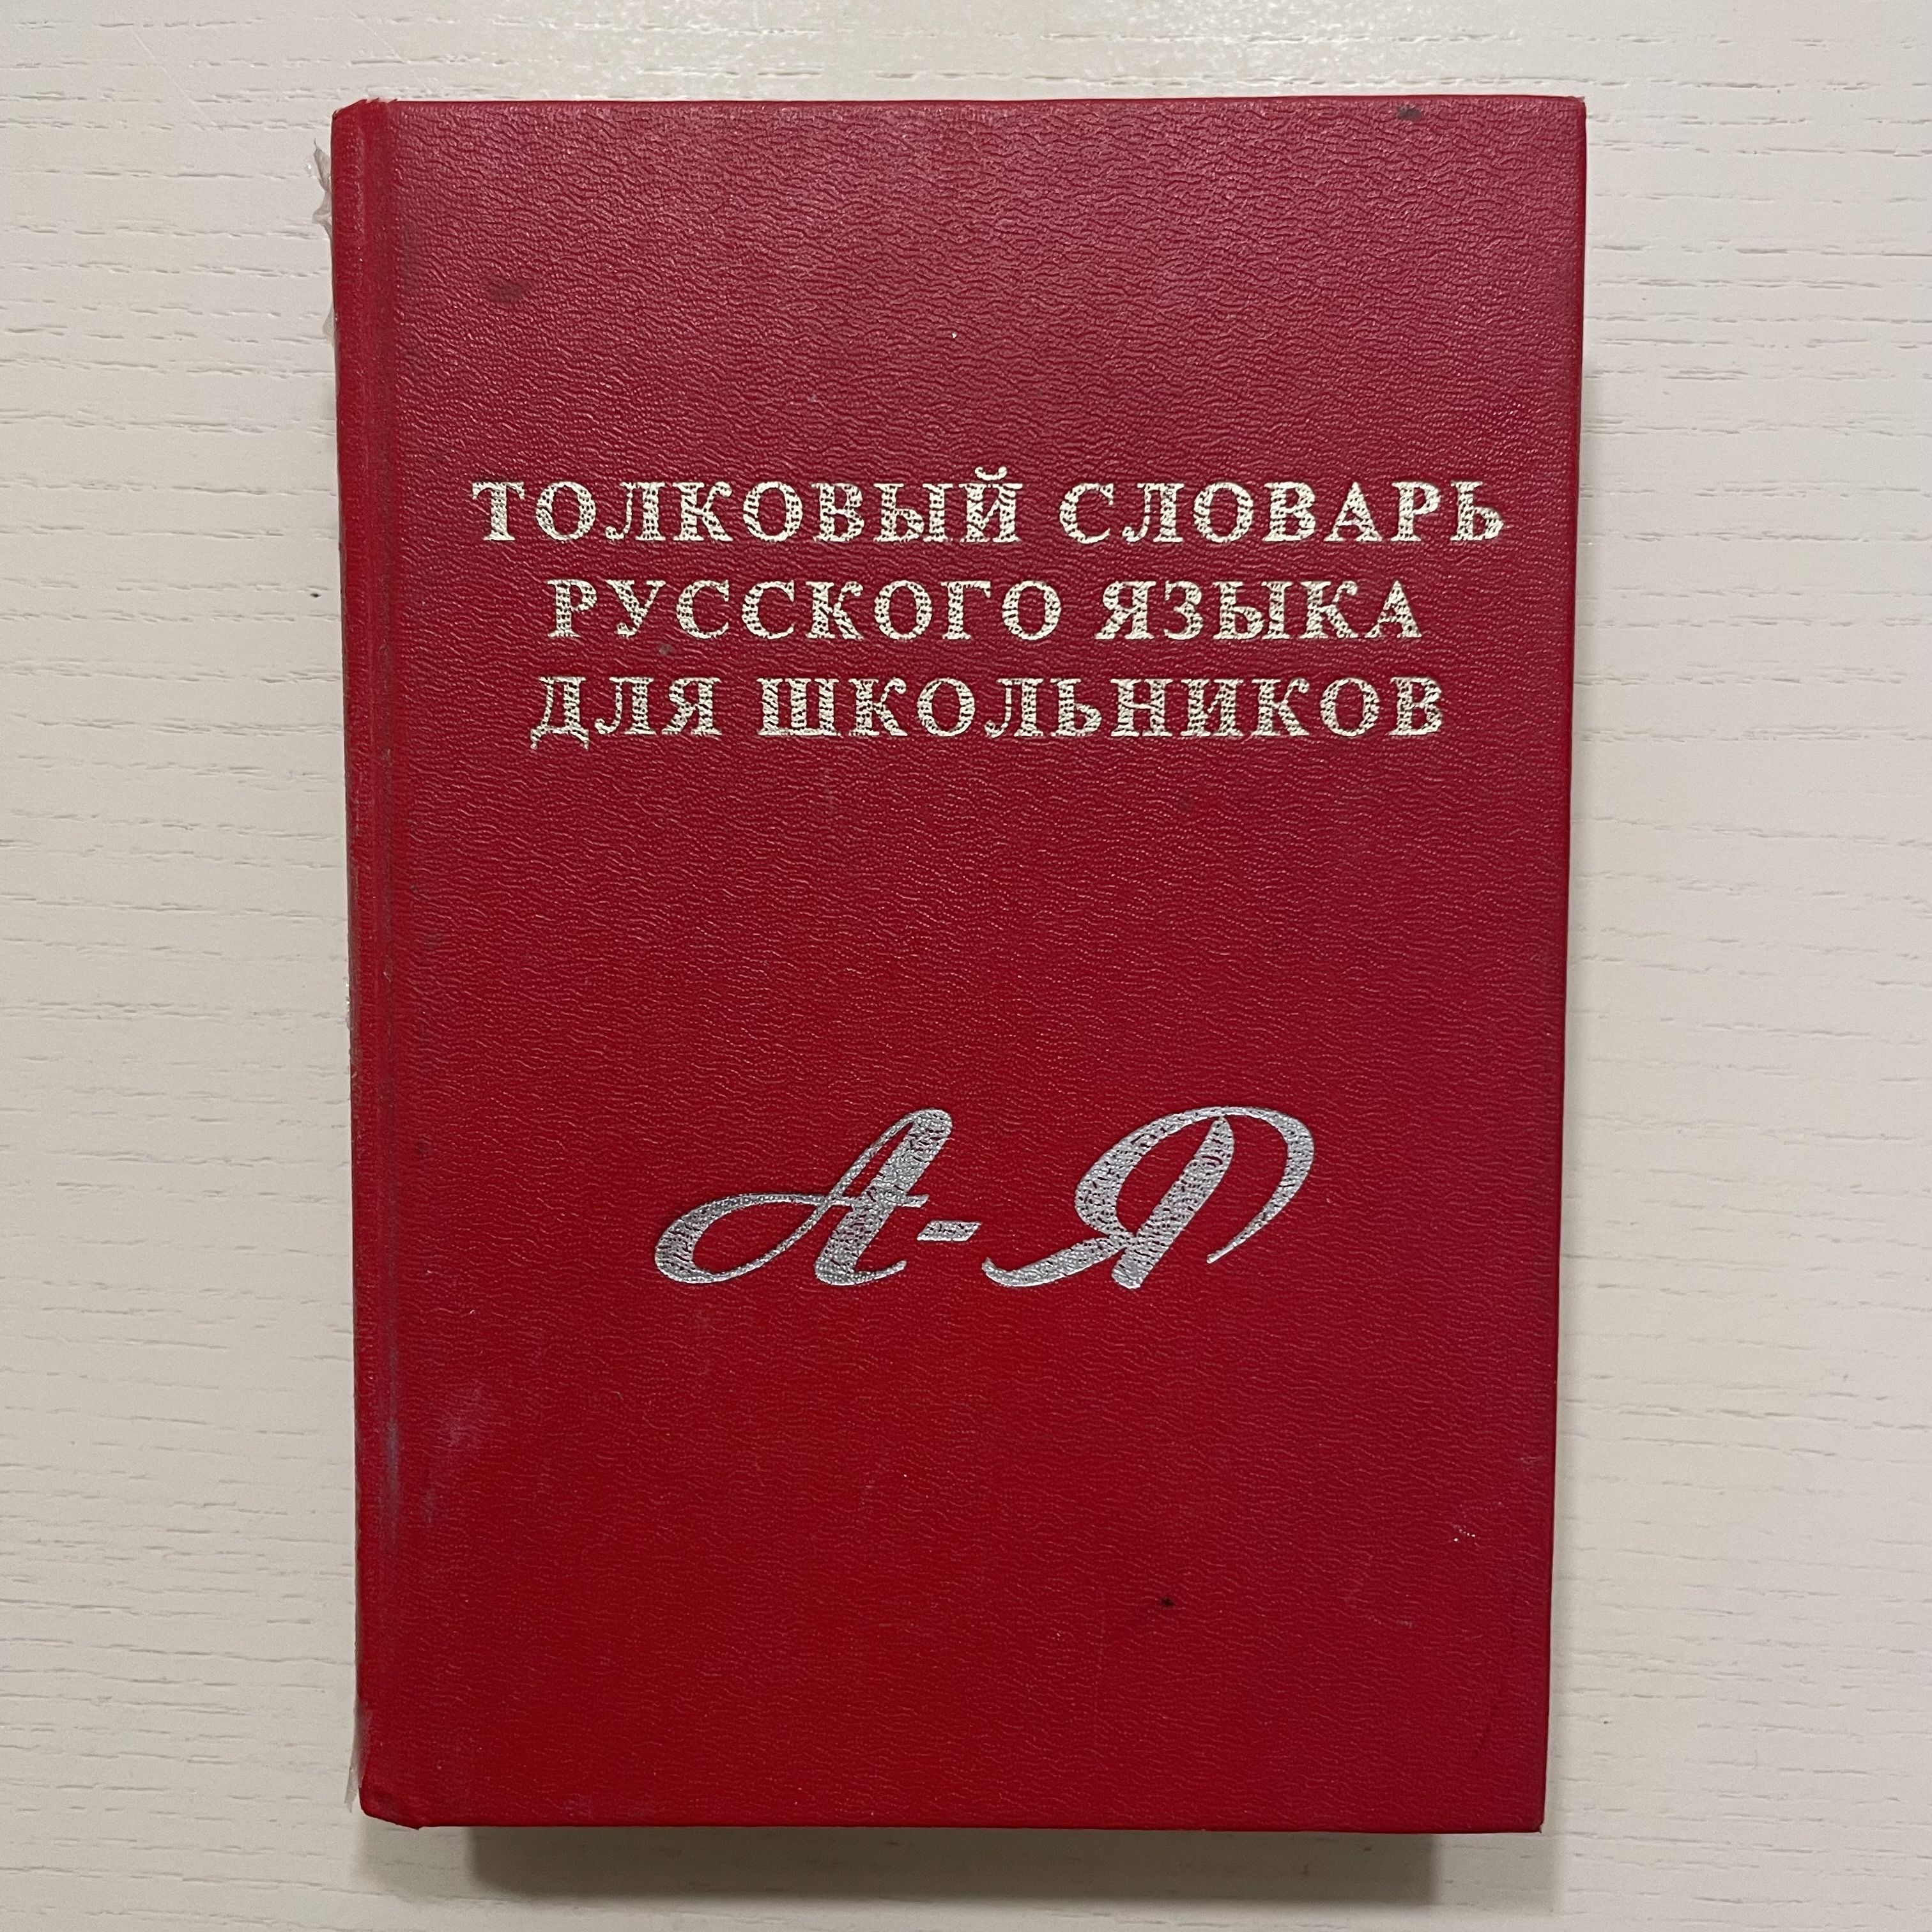 ТОЛКОВЫЙ СЛОВАРЬ
РУССКОГО ЯЗЫКА
ДЛЯ ШКОЛЬНИКОВ
А-Я